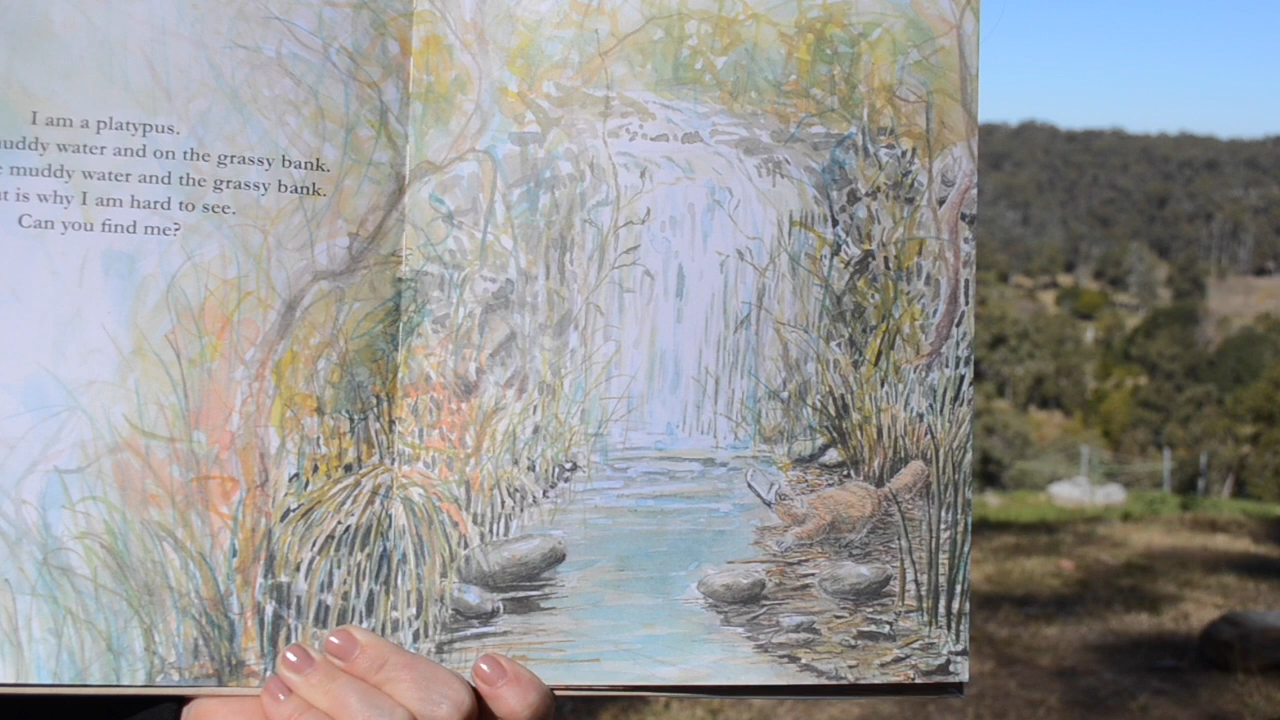 I am a platypus.
muddy water and on the grassy bank.
muddy water and the grassy bank.
is why I am hard to see.
Can you find me?